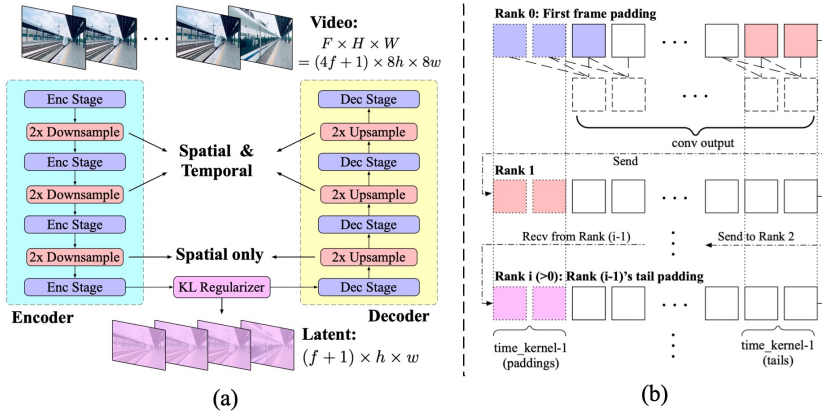 Video:
F × H × W
= (4f + 1) × 8h × 8w
Enc Stage
2x Downsample
Enc Stage
2x Downsample
Enc Stage
2x Downsample
Enc Stage
Encoder
Spatial &
Temporal
Spatial only
KL Regularizer
Dec Stage
2x Upsample
Dec Stage
2x Upsample
Dec Stage
2x Upsample
Dec Stage
Decoder
Latent:
(f + 1) × h × w
(a)
Rank 0: First frame padding
conv output
Send
Rank 1
Recv from Rank (i-1)
Send to Rank 2
Rank i (>0): Rank (i-1)'s tail padding
time_kernel-1
(paddings)
time_kernel-1
(tails)
(b)